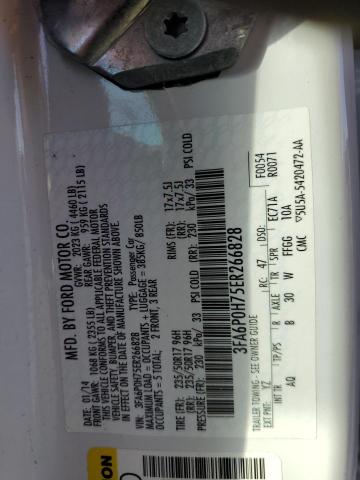 MFD. BY FORD MOTOR CO.
DATE: 01/14 GVWR: 2023 KG ( 4460 LB)
FRONT GAWR: 1068 KG ( 2355 LB) REAR GAWR: 959 KG ( 2115 LB)
THIS VEHICLE CONFORMS TO ALL APPLICABLE FEDERAL MOTOR
VEHICLE SAFETY, BUMPER, AND THEFT PREVENTION STANDARDS
IN EFFECT ON THE DATE OF MANUFACTURE SHOWN ABOVE.
VIN: 3FA6P0H75ER266828 Passenger Car
MAXIMUM LOAD = OCCUPANTS + LUGGAGE = 385KG/ 850LB
OCCUPANTS = 5 TOTAL: 2 FRONT, 3 REAR
TIRE (FR): 235/50R17 96H RIMS (FR): 17x7.5J
(RR): 235/50R17 96H (RR): 17x7.5J
PRESSURE (FR): 230 kPa/ 33 PSI COLD (RR): 230 kPa/ 33 PSI COLD
3FA6P0H75ER266828
F0054
R0071
TRAILER TOWING - SEE OWNER GUIDE
EXT PNT: YZ RC: 47 DSO: EC71A
INT TR TP/PS R AXLE TR SPR
AQ B 30 W FFGG 10A
CMC 5U5A-5420472-AA